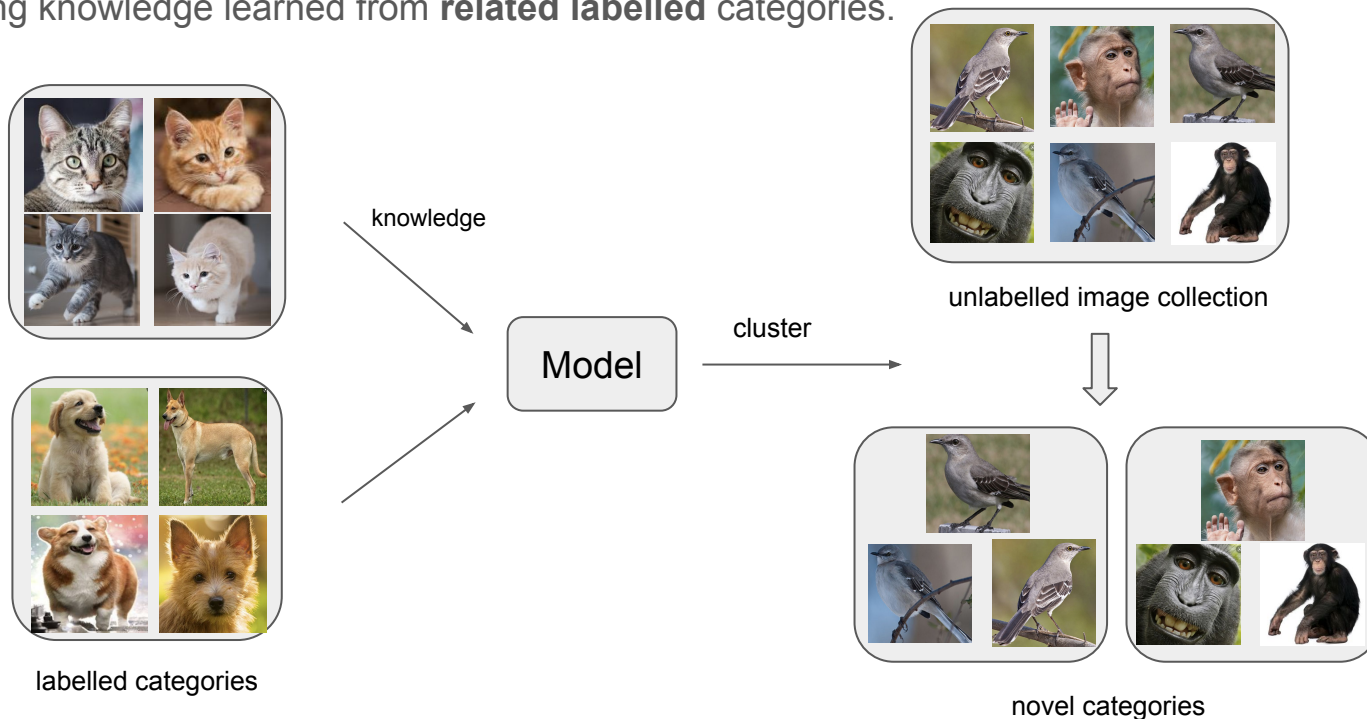 knowledge learned from related labelled categories.
knowledge
unlabelled image collection
cluster
Model
labelled categories
novel categories